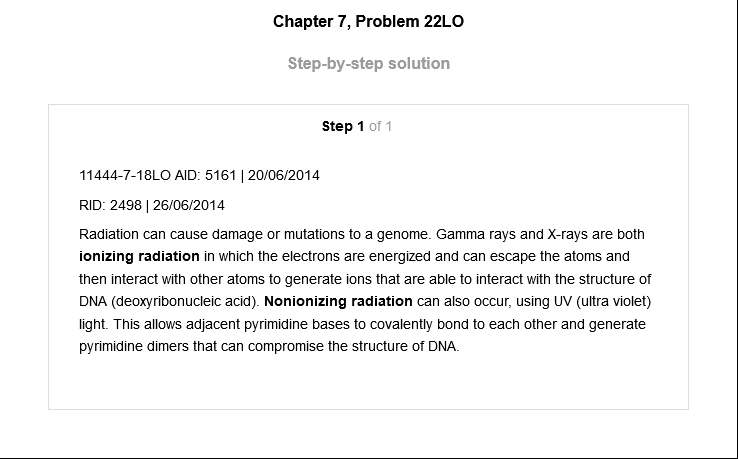 Chapter 7, Problem 22LO
Step-by-step solution
Step 1 of 1
11444-7-18LO AID: 5161 | 20/06/2014
RID: 2498 | 26/06/2014
Radiation can cause damage or mutations to a genome. Gamma rays and X-rays are both
ionizing radiation in which the electrons are energized and can escape the atoms and
then interact with other atoms to generate ions that are able to interact with the structure of
DNA (deoxyribonucleic acid). Nonionizing radiation can also occur, using UV (ultra violet)
light. This allows adjacent pyrimidine bases to covalently bond to each other and generate
pyrimidine dimers that can compromise the structure of DNA.